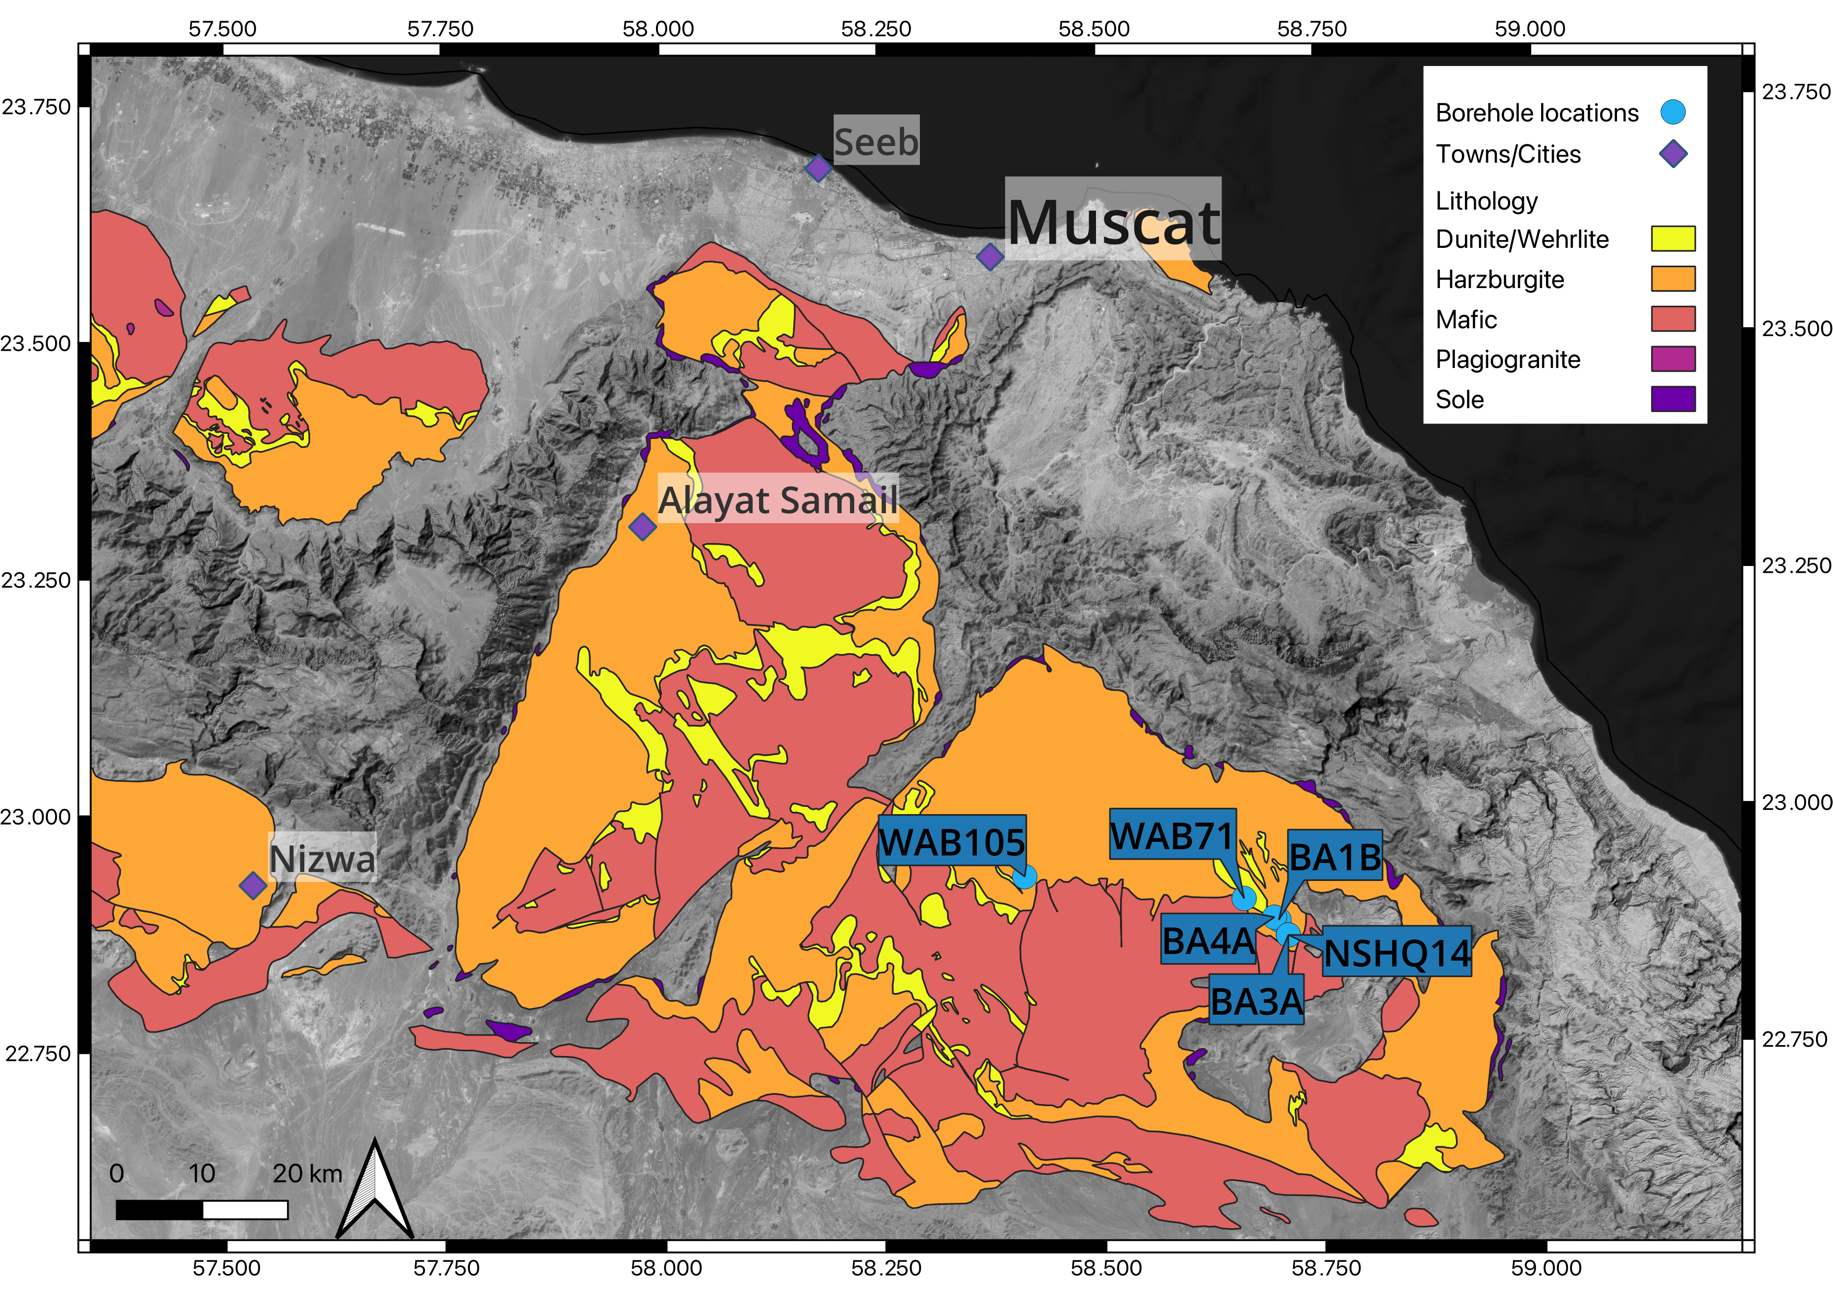 57.500 57.750 58.000 58.250 58.500 58.750 59.000
23.750
23.500
23.250
23.000
22.750
23.750
23.500
23.250
23.000
22.750
Borehole locations
Towns/Cities
Lithology
Dunite/Wehrlite
Harzburgite
Mafic
Plagiogranite
Sole
Seeb
Muscat
Alayat Samail
Nizwa
WAB105
WAB71
BA1B
BA4A
NSHQ14
BA3A
0 10 20 km
57.500 57.750 58.000 58.250 58.500 58.750 59.000